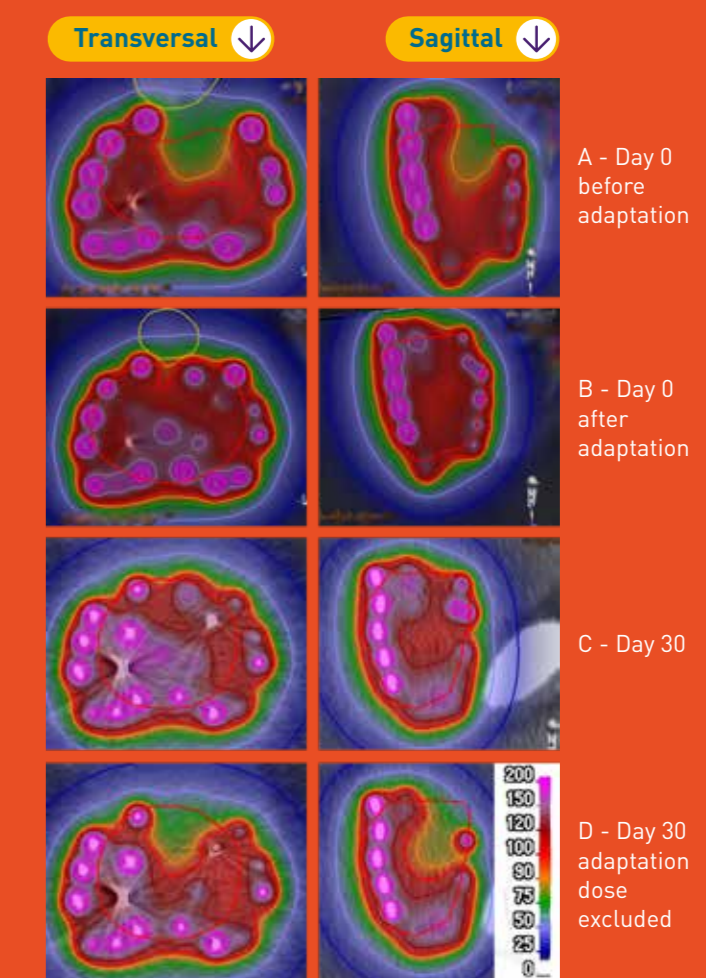 Transversal
Sagittal
A - Day 0
before
adaptation
B - Day 0
after
adaptation
C - Day 30
200
150
120
100
90
75
50
25
0
D - Day 30
adaptation
dose
excluded